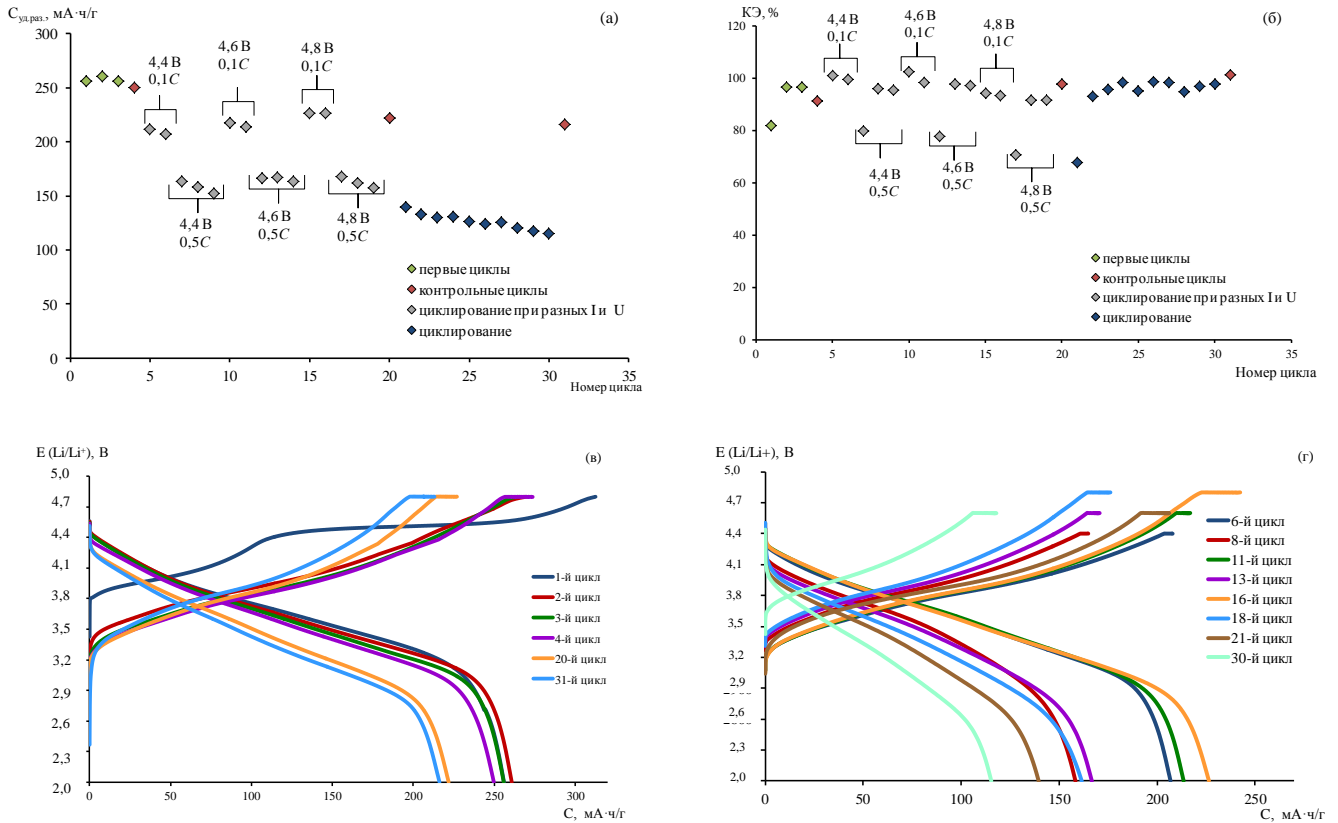 С уд.раз., мА·ч/г
(а)
300
250
200
150
100
50
0
0 5 10 15 20 25 30 35
Номер цикла
4,4 В
0,1C
4,6 В
0,1C
4,8 В
0,1C
4,4 В
0,5C
4,6 В
0,5C
4,8 В
0,5C
первые циклы
контрольные циклы
циклирование при разных I и U
циклирование
КЭ, %
(б)
120
100
80
60
40
20
0
0 5 10 15 20 25 30 35
Номер цикла
4,4 В
0,1C
4,6 В
0,1C
4,8 В
0,1C
4,4 В
0,5C
4,6 В
0,5C
4,8 В
0,5C
первые циклы
контрольные циклы
циклирование при разных I и U
циклирование
E (Li/Li⁺), В
(в)
5,0
4,7
4,4
4,1
3,8
3,5
3,2
2,9
2,6
2,3
2,0
0 50 100 150 200 250 300
С, мА·ч/г
1-й цикл
2-й цикл
3-й цикл
4-й цикл
20-й цикл
31-й цикл
E (Li/Li+), В
(г)
5,0
4,7
4,4
4,1
3,8
3,5
3,2
2,9
2,6
2,3
2,0
0 50 100 150 200 250
С, мА·ч/г
6-й цикл
8-й цикл
11-й цикл
13-й цикл
16-й цикл
18-й цикл
21-й цикл
30-й цикл